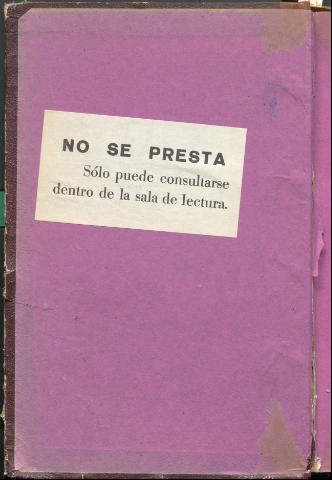 NO SE PRESTA
Sólo puede consultarse
dentro de la sala de lectura.